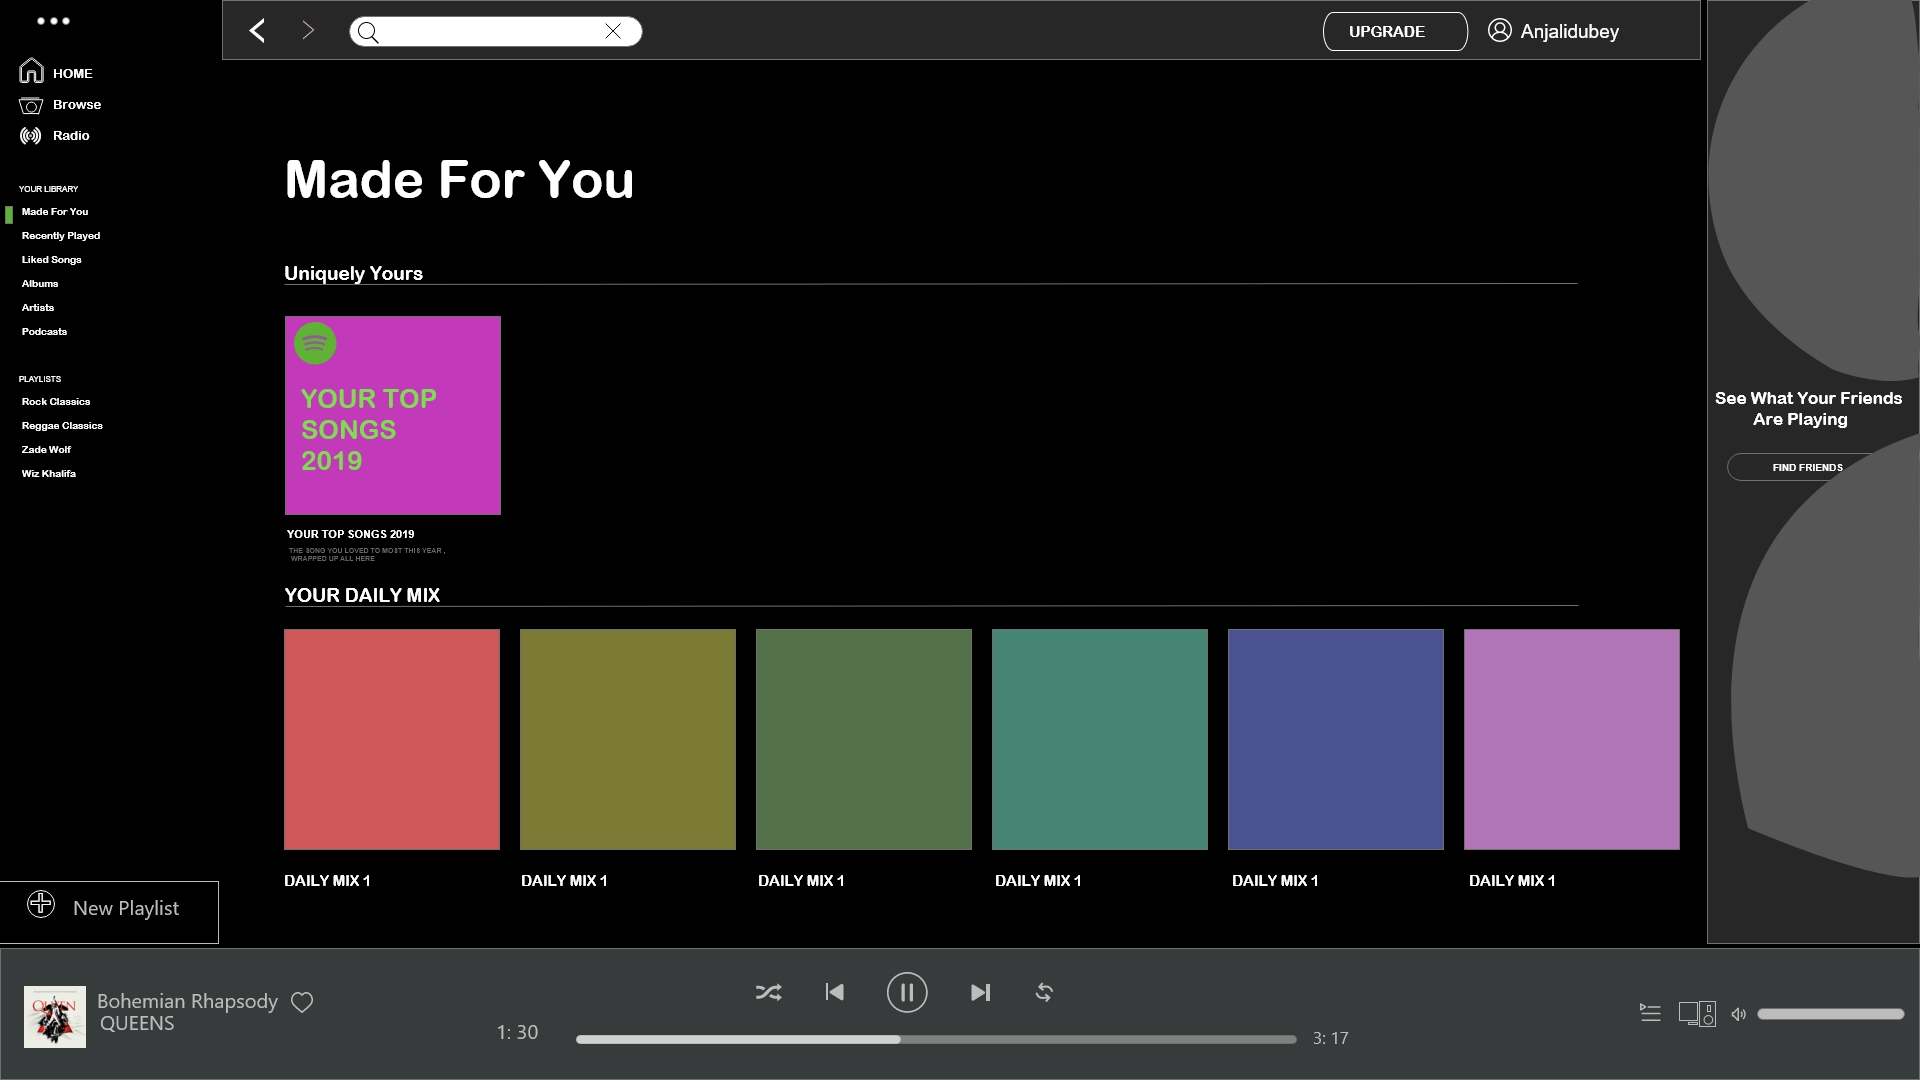 HOME
Browse
Radio
YOUR LIBRARY
Made For You
Recently Played
Liked Songs
Albums
Artists
Podcasts
PLAYLISTS
Rock Classics
Reggae Classics
Zade Wolf
Wiz Khalifa
New Playlist
UPGRADE
Anjalidubey
Made For You
Uniquely Yours
YOUR TOP
SONGS
2019
YOUR TOP SONGS 2019
THE SONG YOU LOVED TO MOST THIS YEAR ,
WRAPPED UP ALL HERE
YOUR DAILY MIX
DAILY MIX 1
DAILY MIX 1
DAILY MIX 1
DAILY MIX 1
DAILY MIX 1
DAILY MIX 1
See What Your Friends
Are Playing
FIND FRIENDS
QUEEN
Bohemian Rhapsody
QUEENS
1: 30
3: 17